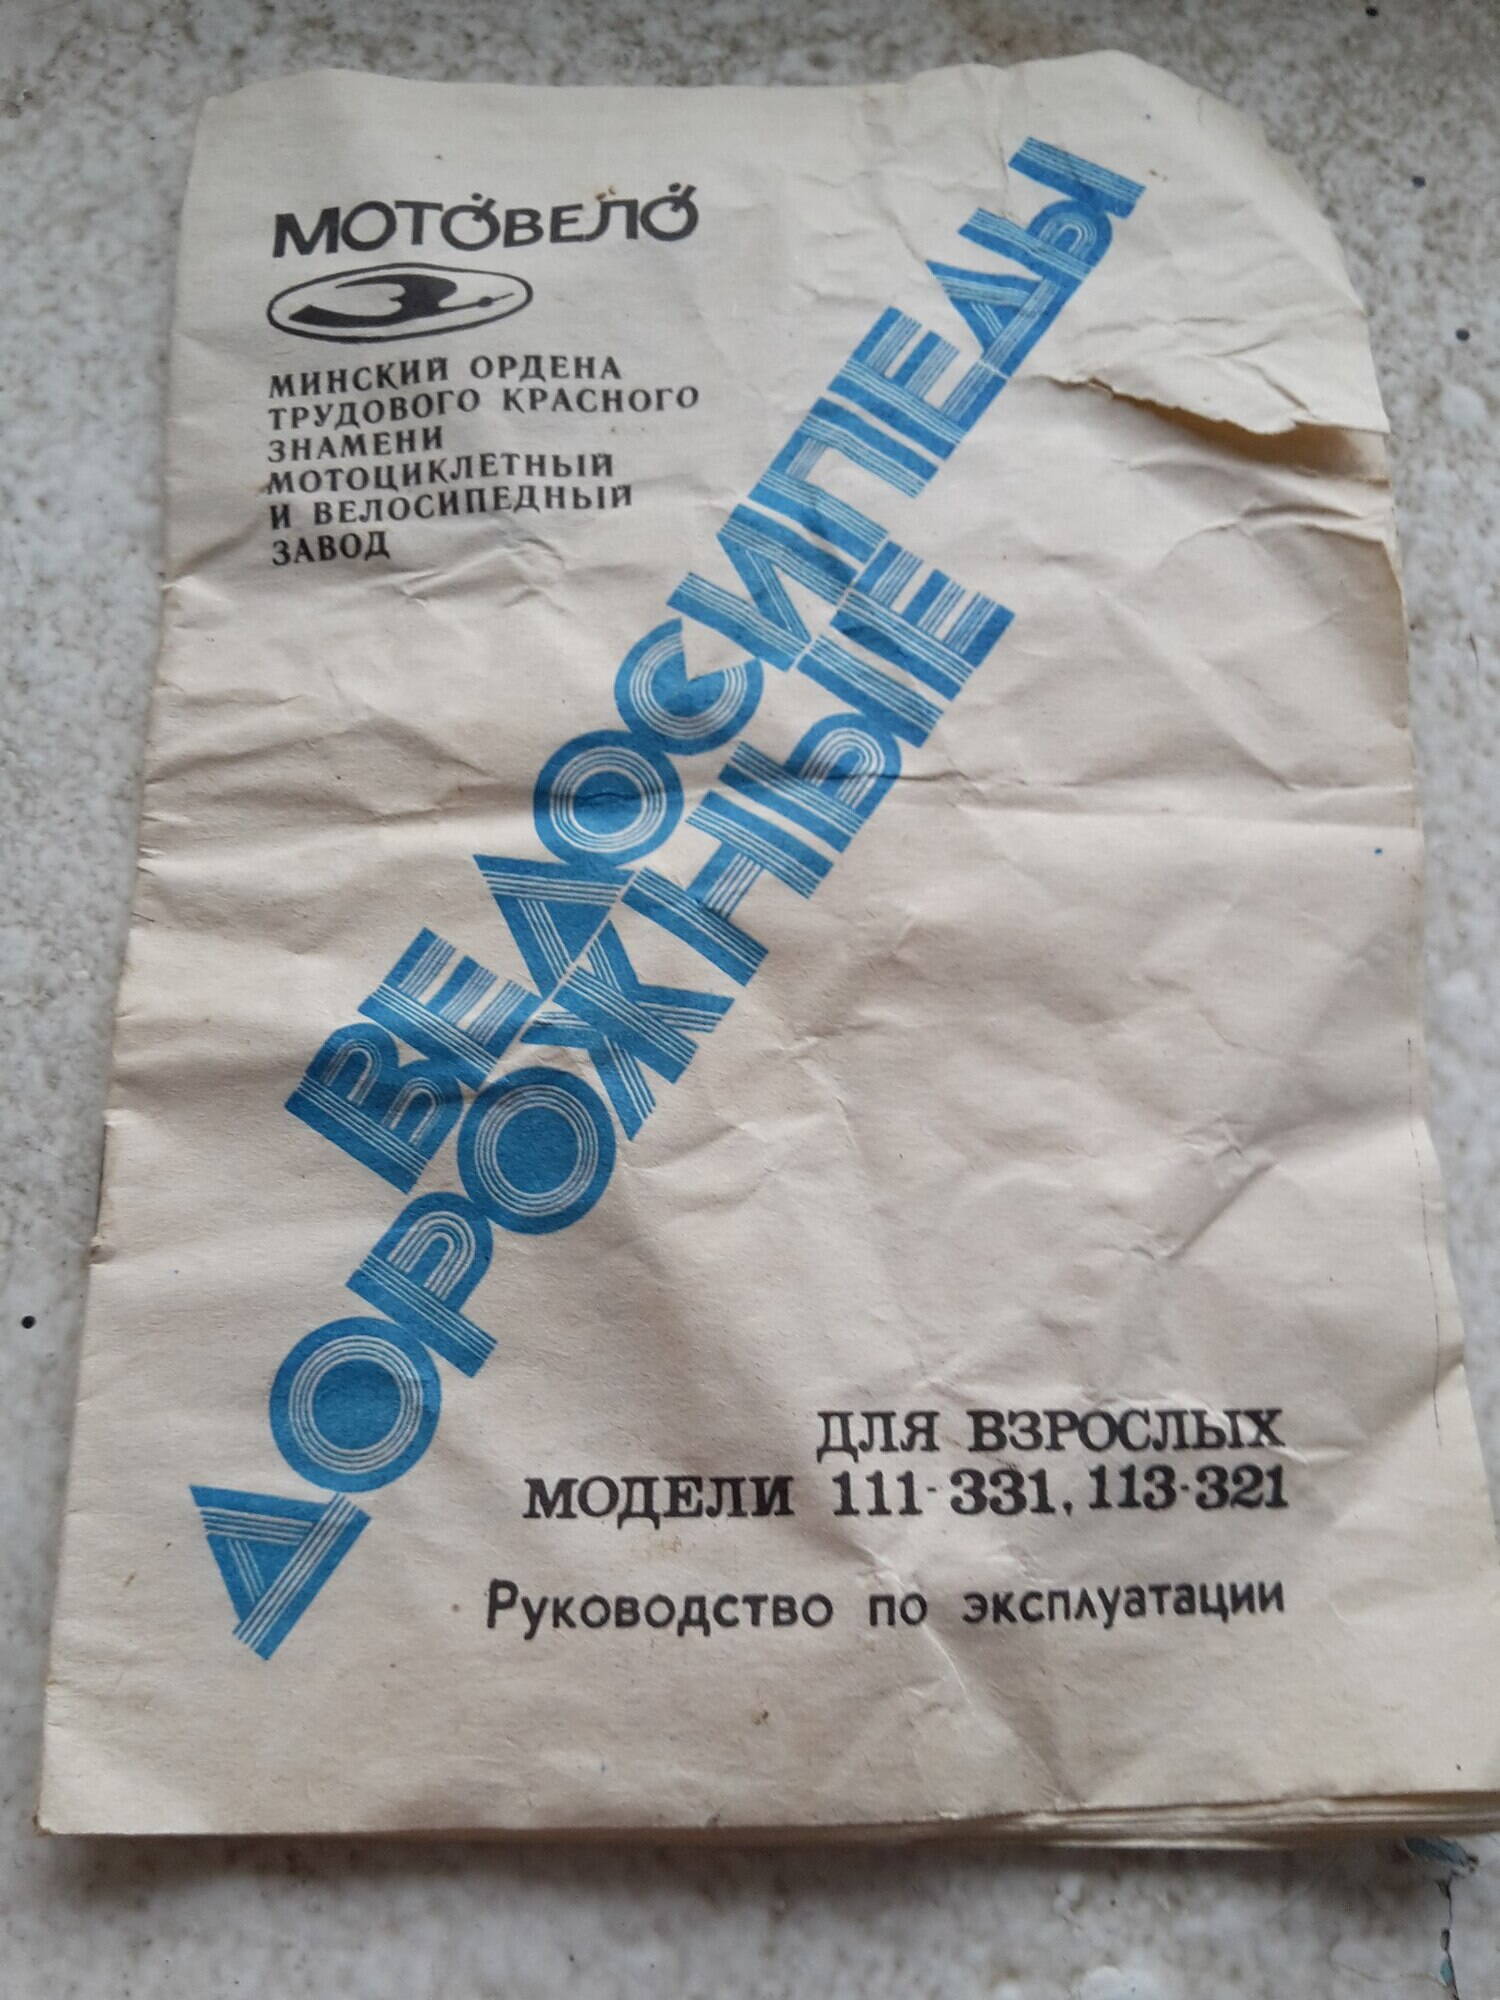 МОТОВЕЛО
МИНСКИЙ ОРДЕНА
ТРУДОВОГО КРАСНОГО
ЗНАМЕНИ
МОТОЦИКЛЕТНЫЙ
И ВЕЛОСИПЕДНЫЙ
ЗАВОД
ВЕЛОСИПЕДЫ
ДОРОЖНЫЕ
ДЛЯ ВЗРОСЛЫХ
МОДЕЛИ 111-331, 113-321
Руководство по эксплуатации